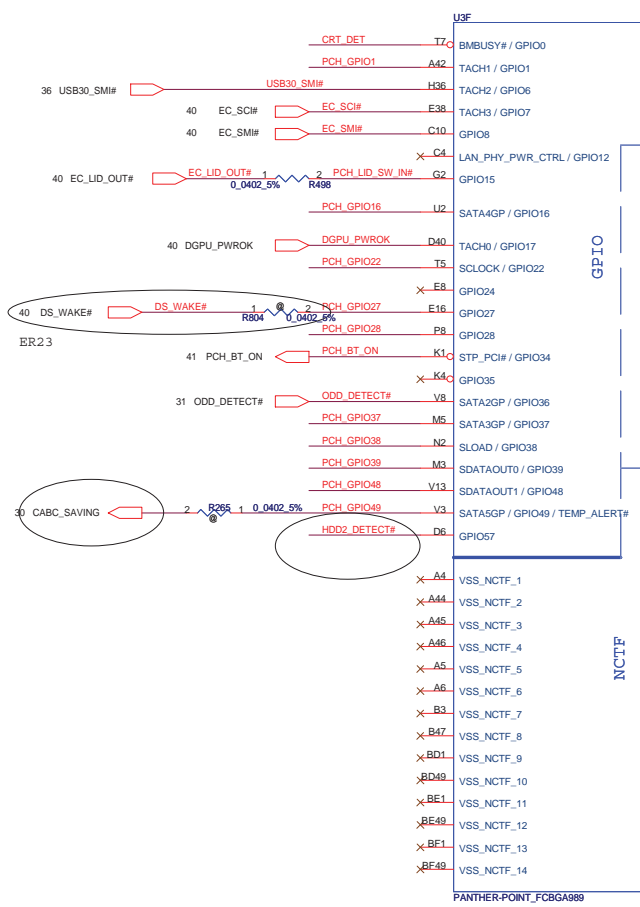 U3F
CRT_DET T7 BMBUSY# / GPIO0
PCH_GPIO1 A42 TACH1 / GPIO1
36 USB30_SMI# USB30_SMI# H36 TACH2 / GPIO6
40 EC_SCI# EC_SCI# E38 TACH3 / GPIO7
40 EC_SMI# EC_SMI# C10 GPIO8
C4 LAN_PHY_PWR_CTRL / GPIO12
40 EC_LID_OUT# EC_LID_OUT# 1 2 PCH_LID_SW_IN# G2 GPIO15
0_0402_5% R498
PCH_GPIO16 U2 SATA4GP / GPIO16
40 DGPU_PWROK DGPU_PWROK D40 TACH0 / GPIO17
PCH_GPIO22 T5 SCLOCK / GPIO22
E8 GPIO24
40 DS_WAKE# DS_WAKE# 1 @ 2 PCH_GPIO27 E16 GPIO27
R804 0_0402_5%
PCH_GPIO28 P8 GPIO28
ER23
41 PCH_BT_ON PCH_BT_ON K1 STP_PCI# / GPIO34
K4 GPIO35
31 ODD_DETECT# ODD_DETECT# V8 SATA2GP / GPIO36
PCH_GPIO37 M5 SATA3GP / GPIO37
PCH_GPIO38 N2 SLOAD / GPIO38
PCH_GPIO39 M3 SDATAOUT0 / GPIO39
PCH_GPIO48 V13 SDATAOUT1 / GPIO48
30 CABC_SAVING 2 R265 1 0_0402_5% PCH_GPIO49 V3 SATA5GP / GPIO49 / TEMP_ALERT#
@
HDD2_DETECT# D6 GPIO57
GPIO
A4 VSS_NCTF_1
A44 VSS_NCTF_2
A45 VSS_NCTF_3
A46 VSS_NCTF_4
A5 VSS_NCTF_5
A6 VSS_NCTF_6
B3 VSS_NCTF_7
B47 VSS_NCTF_8
BD1 VSS_NCTF_9
BD49 VSS_NCTF_10
BE1 VSS_NCTF_11
BE49 VSS_NCTF_12
BF1 VSS_NCTF_13
BF49 VSS_NCTF_14
NCTF
PANTHER-POINT_FCBGA989